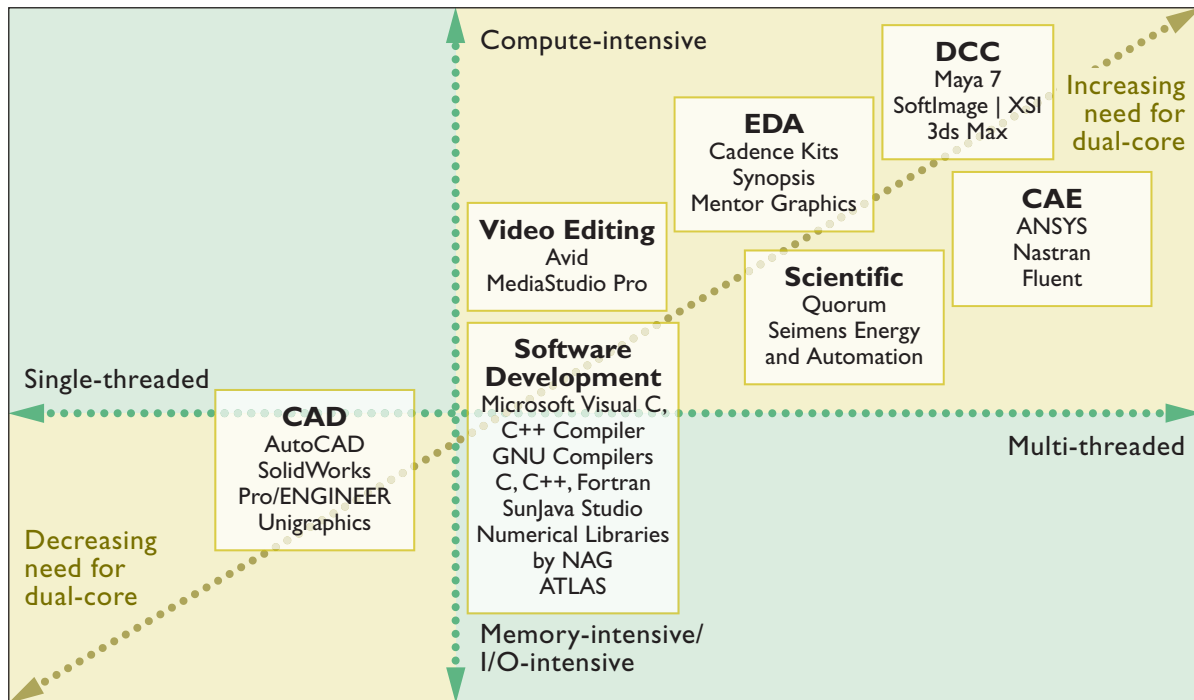 Compute-intensive
DCC
Maya 7
SoftImage | XSI
3ds Max
Increasing
need for
dual-core
EDA
Cadence Kits
Synopsis
Mentor Graphics
CAE
ANSYS
Nastran
Fluent
Video Editing
Avid
MediaStudio Pro
Scientific
Quorum
Seimens Energy
and Automation
Software
Development
Microsoft Visual C,
C++ Compiler
GNU Compilers
C, C++, Fortran
SunJava Studio
Numerical Libraries
by NAG
ATLAS
Single-threaded
CAD
AutoCAD
SolidWorks
Pro/ENGINEER
Unigraphics
Multi-threaded
Decreasing
need for
dual-core
Memory-intensive/
I/O-intensive